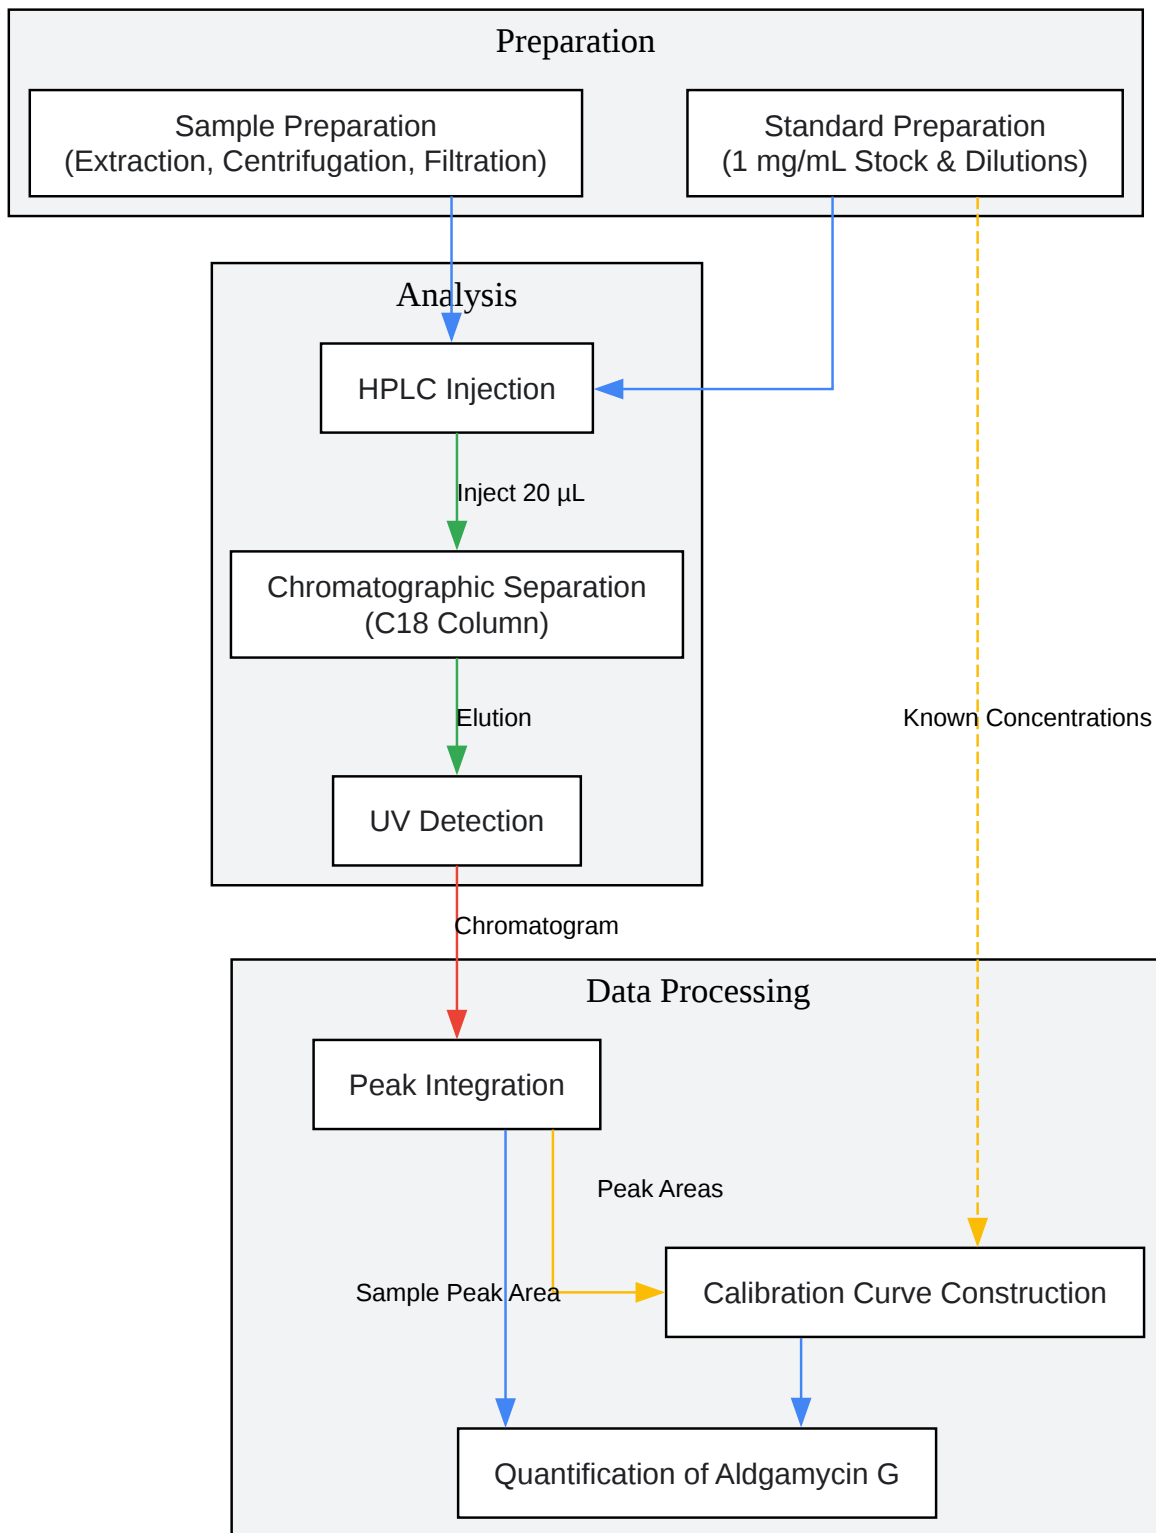 Preparation
Sample Preparation
(Extraction, Centrifugation, Filtration)
Standard Preparation
(1 mg/mL Stock & Dilutions)
Analysis
HPLC Injection
Inject 20 µL
Chromatographic Separation
(C18 Column)
Elution
Known Concentrations
UV Detection
Chromatogram
Data Processing
Peak Integration
Peak Areas
Sample Peak Area
Calibration Curve Construction
Quantification of Aldgamycin G